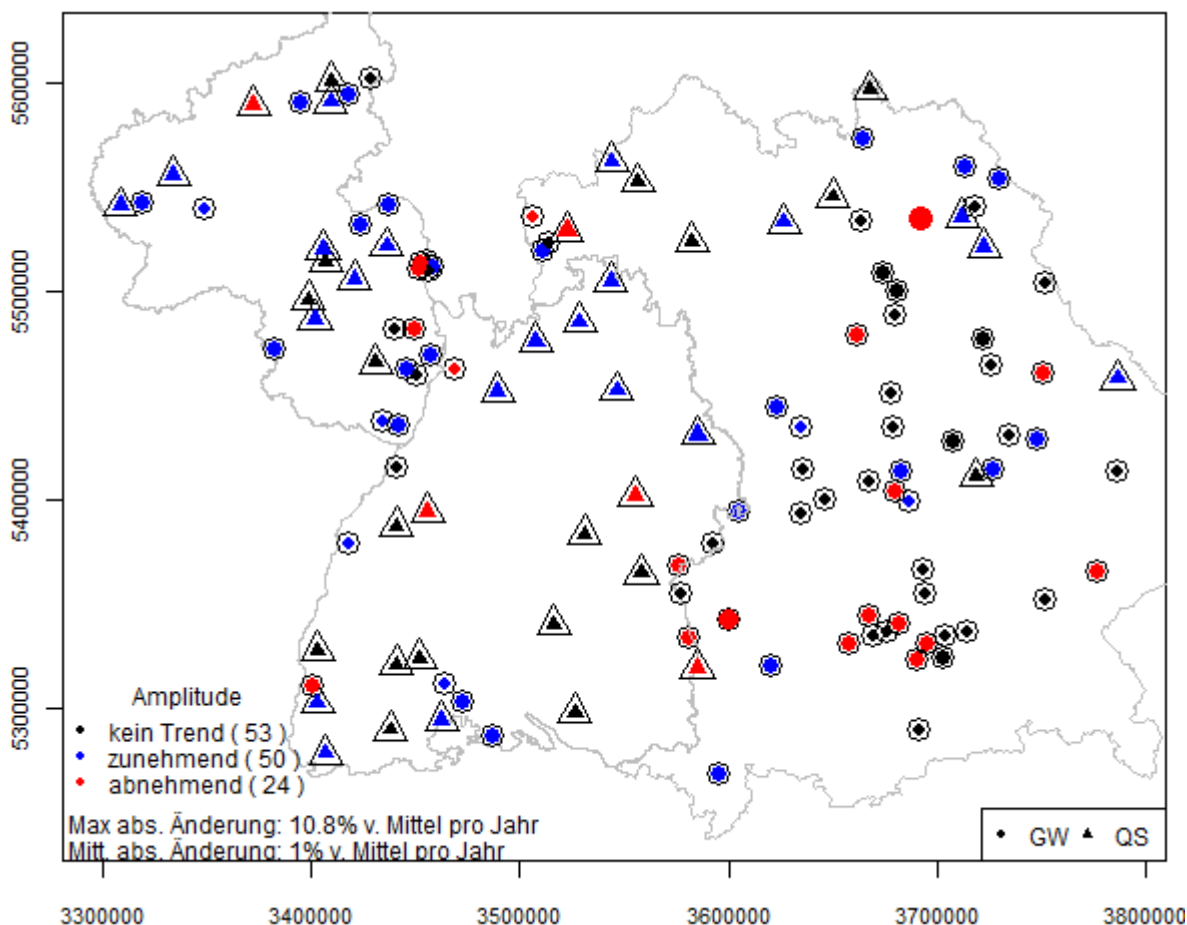 5600000
5500000
5400000
5300000
Amplitude
kein Trend ( 53 )
zunehmend ( 50 )
abnehmend ( 24 )
Max abs. Änderung: 10.8% v. Mittel pro Jahr
Mitt. abs. Änderung: 1% v. Mittel pro Jahr
GW QS
3300000 3400000 3500000 3600000 3700000 3800000